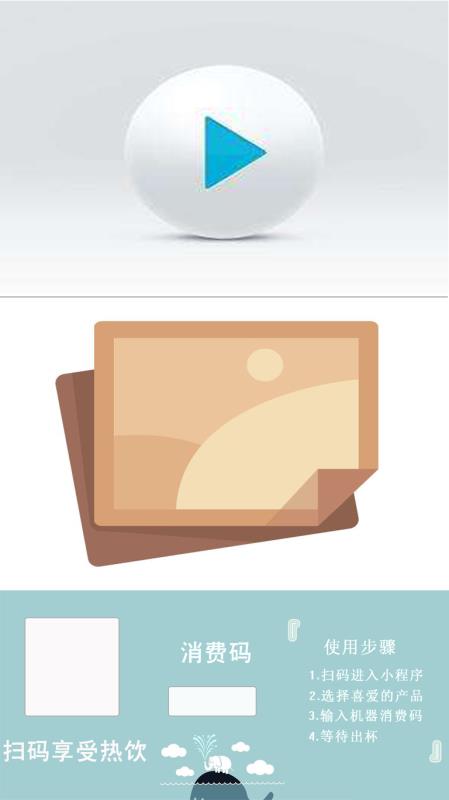 消费码
扫码享受热饮
使用步骤
1.扫码进入小程序
2.选择喜爱的产品
3.输入机器消费码
4.等待出杯